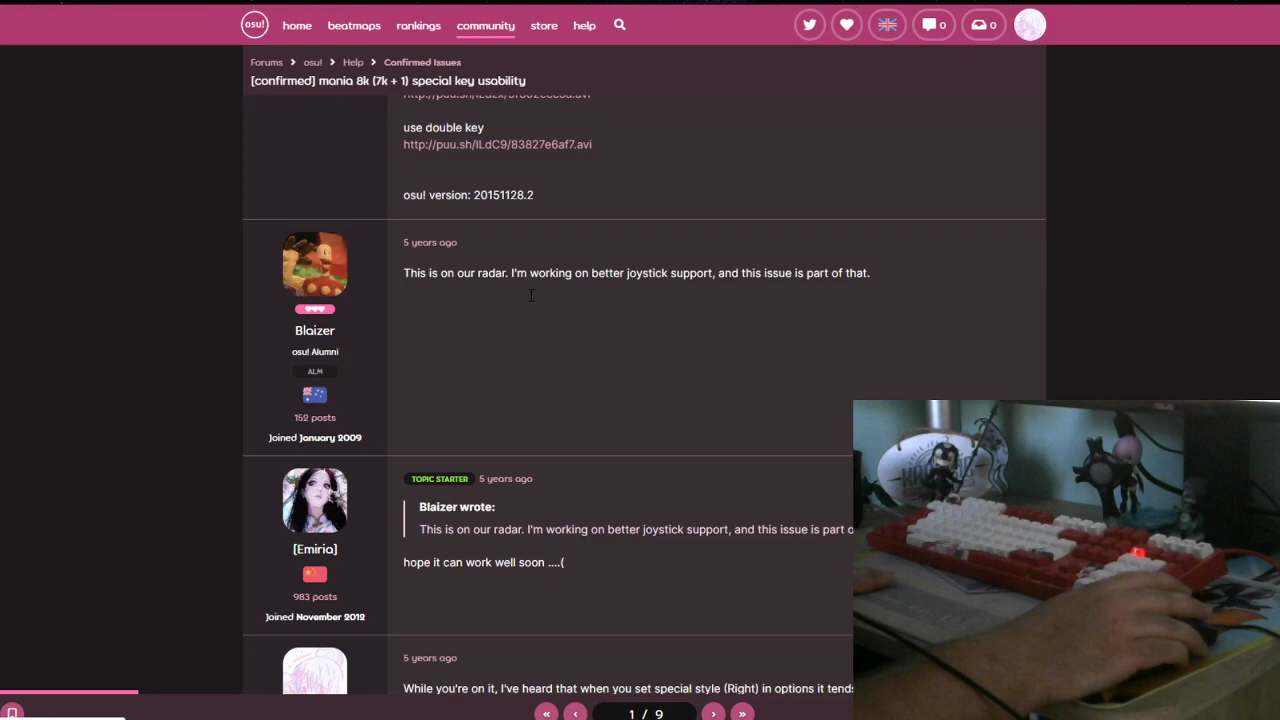 osu!
home
beatmaps
rankings
community
store
help
0
0
Forums
osu!
Help
Confirmed Issues
[confirmed] mania 8k (7k + 1) special key usability
use double key
http://puu.sh/lLdC9/83827e6af7.avi
osu! version: 20151128.2
5 years ago
This is on our radar. I'm working on better joystick support, and this issue is part of that.
Blaizer
osu! Alumni
ALM
152 posts
Joined January 2009
TOPIC STARTER 5 years ago
Blaizer wrote:
This is on our radar. I'm working on better joystick support, and this issue is part
hope it can work well soon ....(
[Emiria]
983 posts
Joined November 2012
5 years ago
While you're on it, I've heard that when you set special style (Right) in options it
1 / 9